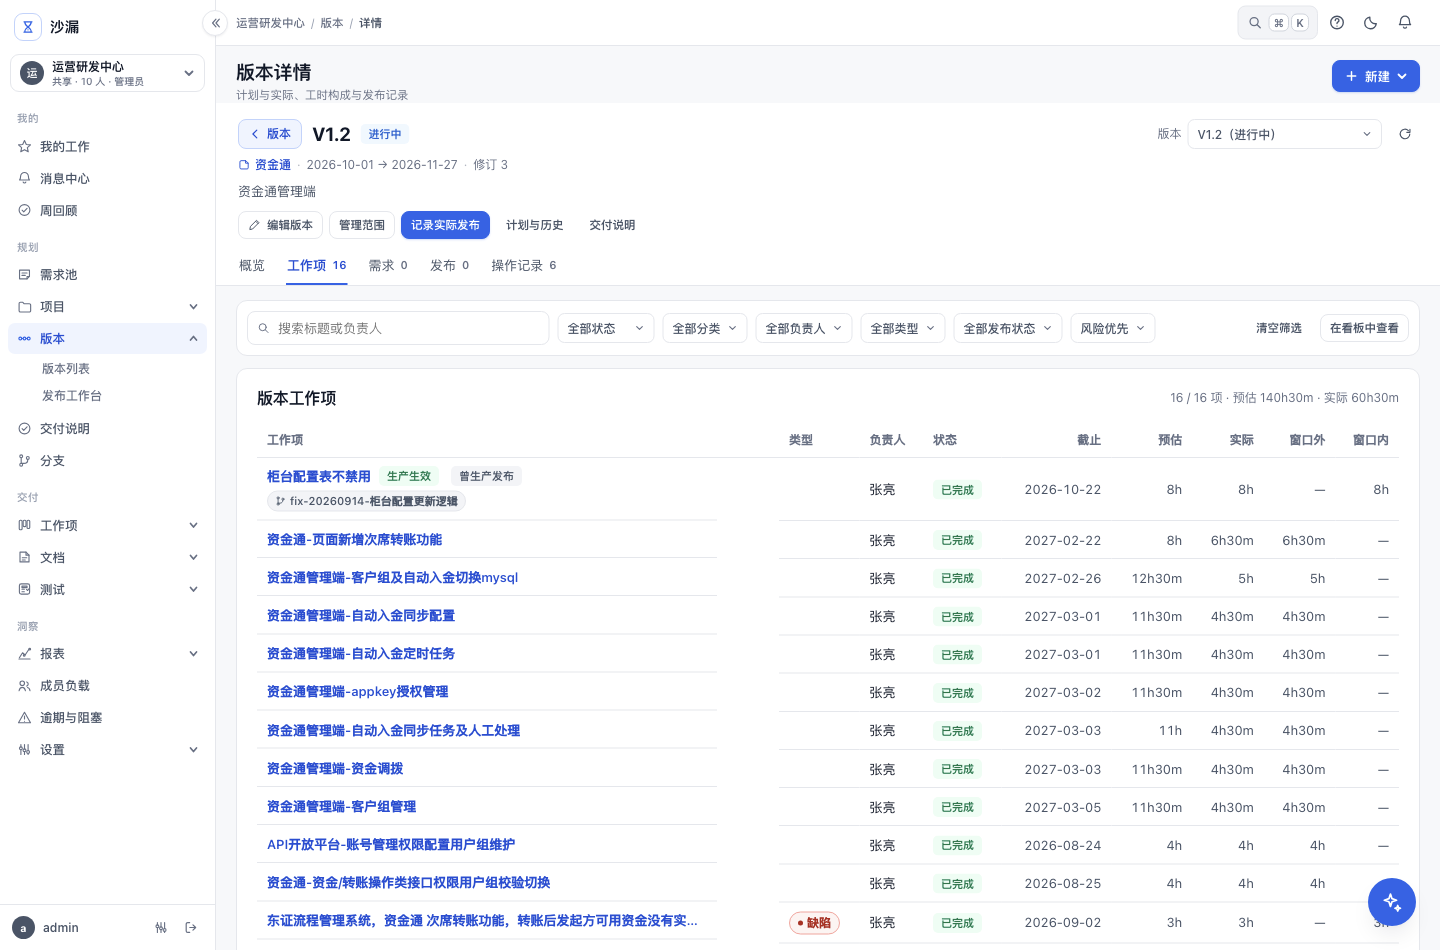 沙漏
运
运营研发中心
共享 · 10 人 · 管理员
我的
我的工作
消息中心
周回顾
规划
需求池
项目
版本
版本列表
发布工作台
交付说明
分支
交付
工作项
文档
测试
洞察
报表
成员负载
逾期与阻塞
设置
a admin
运营研发中心 / 版本 / 详情
⌘ K
版本详情
计划与实际、工时构成与发布记录
新建
版本 V1.2 进行中
版本 V1.2（进行中）
资金通 · 2026-10-01 → 2026-11-27 · 修订 3
资金通管理端
编辑版本 管理范围 记录实际发布 计划与历史 交付说明
概览 工作项 16 需求 0 发布 0 操作记录 6
搜索标题或负责人 全部状态 全部分类 全部负责人 全部类型 全部发布状态 风险优先 清空筛选 在看板中查看
版本工作项 16 / 16 项 · 预估 140h30m · 实际 60h30m
工作项 类型 负责人 状态 截止 预估 实际 窗口外 窗口内
柜台配置表不禁用 生产生效 曾生产发布
fix-20260914-柜台配置更新逻辑
张亮 已完成 2026-10-22 8h 8h — 8h
资金通-页面新增次席转账功能 张亮 已完成 2027-02-22 8h 6h30m 6h30m —
资金通管理端-客户组及自动入金切换mysql 张亮 已完成 2027-02-26 12h30m 5h 5h —
资金通管理端-自动入金同步配置 张亮 已完成 2027-03-01 11h30m 4h30m 4h30m —
资金通管理端-自动入金定时任务 张亮 已完成 2027-03-01 11h30m 4h30m 4h30m —
资金通管理端-appkey授权管理 张亮 已完成 2027-03-02 11h30m 4h30m 4h30m —
资金通管理端-自动入金同步任务及人工处理 张亮 已完成 2027-03-03 11h 4h30m 4h30m —
资金通管理端-资金调拨 张亮 已完成 2027-03-03 11h30m 4h30m 4h30m —
资金通管理端-客户组管理 张亮 已完成 2027-03-05 11h30m 4h30m 4h30m —
API开放平台-账号管理权限配置用户组维护 张亮 已完成 2026-08-24 4h 4h 4h —
资金通-资金/转账操作类接口权限用户组校验切换 张亮 已完成 2026-08-25 4h 4h 4h
东证流程管理系统，资金通 次席转账功能，转账后发起方可用资金没有实... 缺陷 张亮 已完成 2026-09-02 3h 3h —